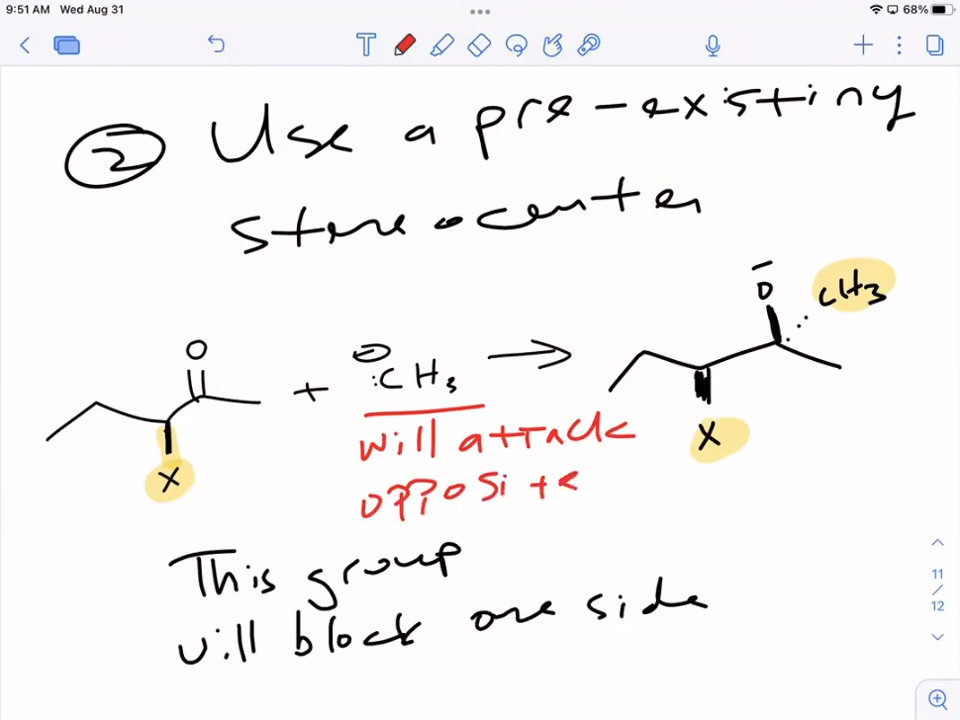 9:51 AM Wed Aug 31
68%
T
2 Use a pre-existing
stereocenter
O
X
+
⊖
:CH3
will attack
opposite
O
CH3
X
This group
will block one side
11
/
12